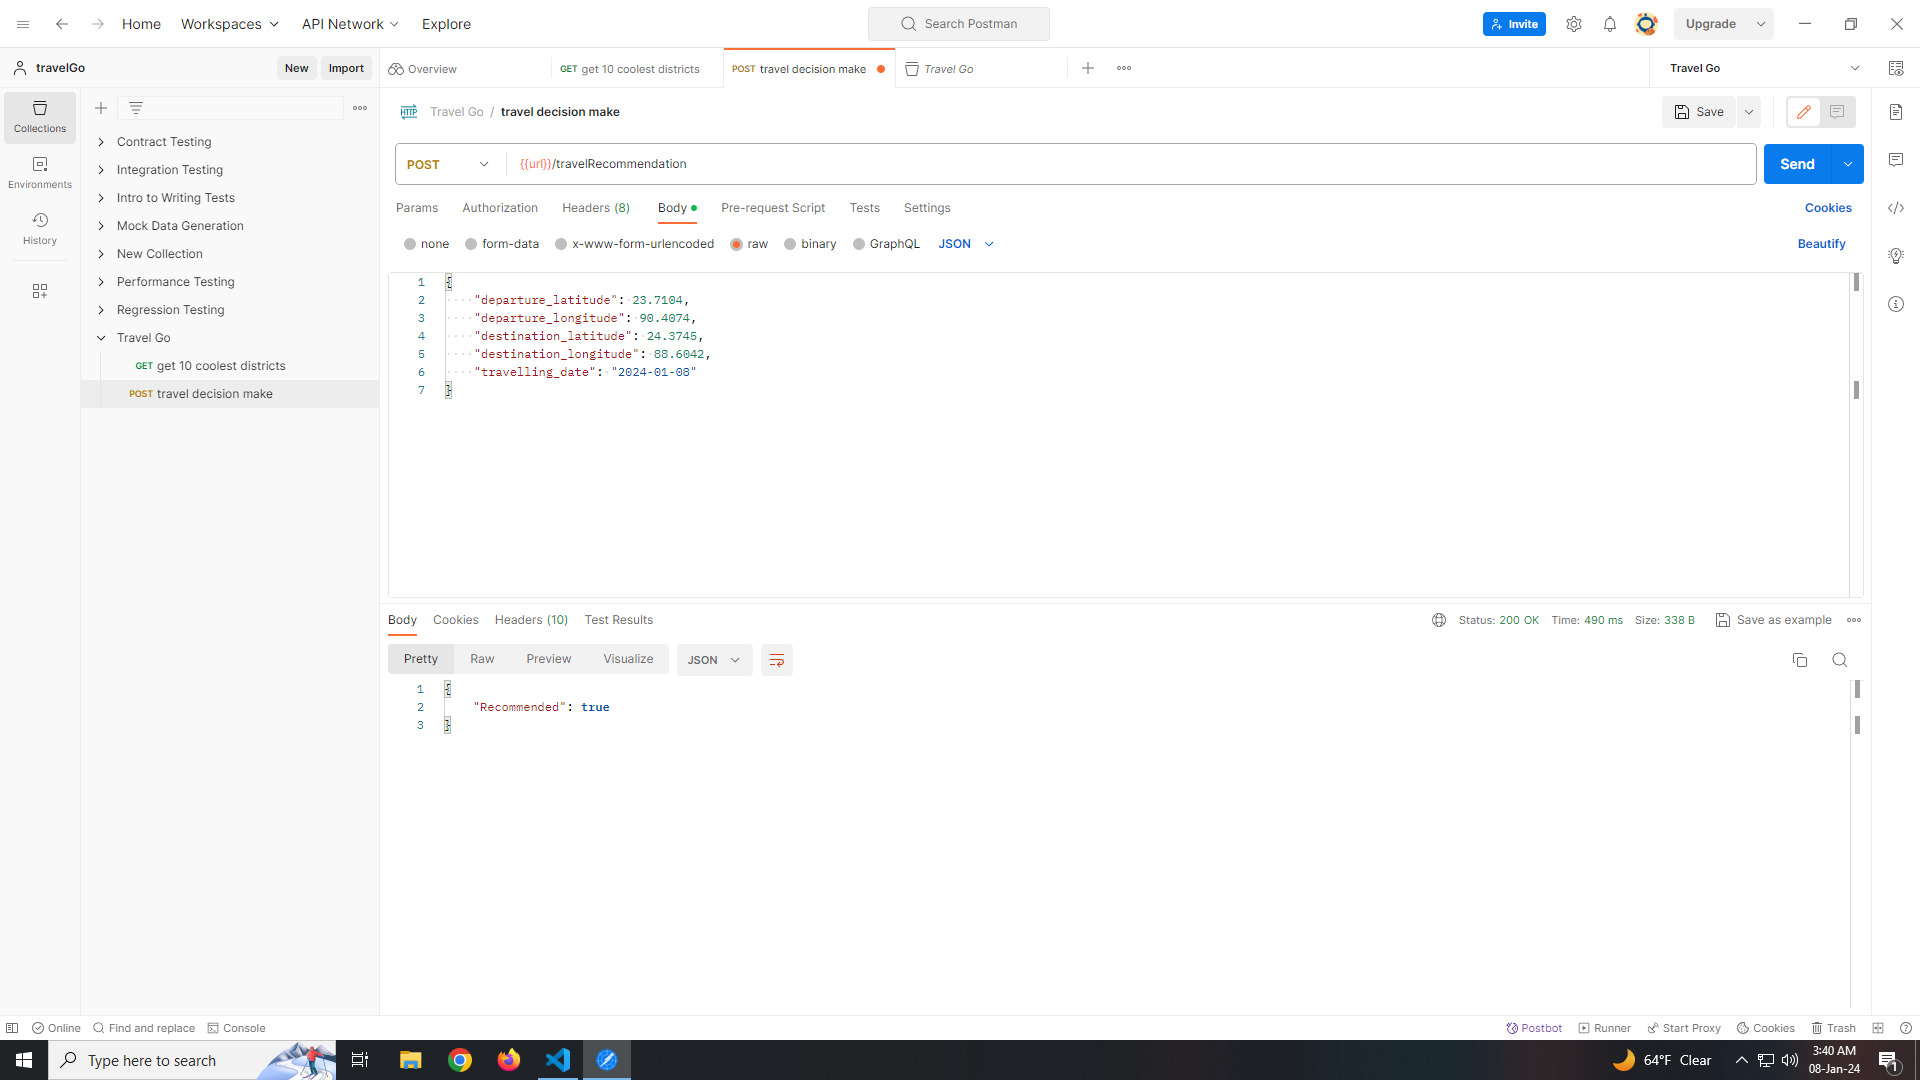 Home Workspaces API Network Explore Search Postman Invite Upgrade
travelGo New Import Overview GET get 10 coolest districts POST travel decision make Travel Go Travel Go
Collections
Environments
History
Contract Testing
Integration Testing
Intro to Writing Tests
Mock Data Generation
New Collection
Performance Testing
Regression Testing
Travel Go
GET get 10 coolest districts
POST travel decision make
HTTP Travel Go / travel decision make Save
POST {{url}}/travelRecommendation Send
Params Authorization Headers (8) Body Pre-request Script Tests Settings Cookies
none form-data x-www-form-urlencoded raw binary GraphQL JSON Beautify
1 {
2 "departure_latitude": 23.7104,
3 "departure_longitude": 90.4074,
4 "destination_latitude": 24.3745,
5 "destination_longitude": 88.6042,
6 "travelling_date": "2024-01-08"
7 }
Body Cookies Headers (10) Test Results Status: 200 OK Time: 490 ms Size: 338 B Save as example
Pretty Raw Preview Visualize JSON
1 {
2 "Recommended": true
3 }
Online Find and replace Console Postbot Runner Start Proxy Cookies Trash
Type here to search 64°F Clear 3:40 AM
08-Jan-24 1